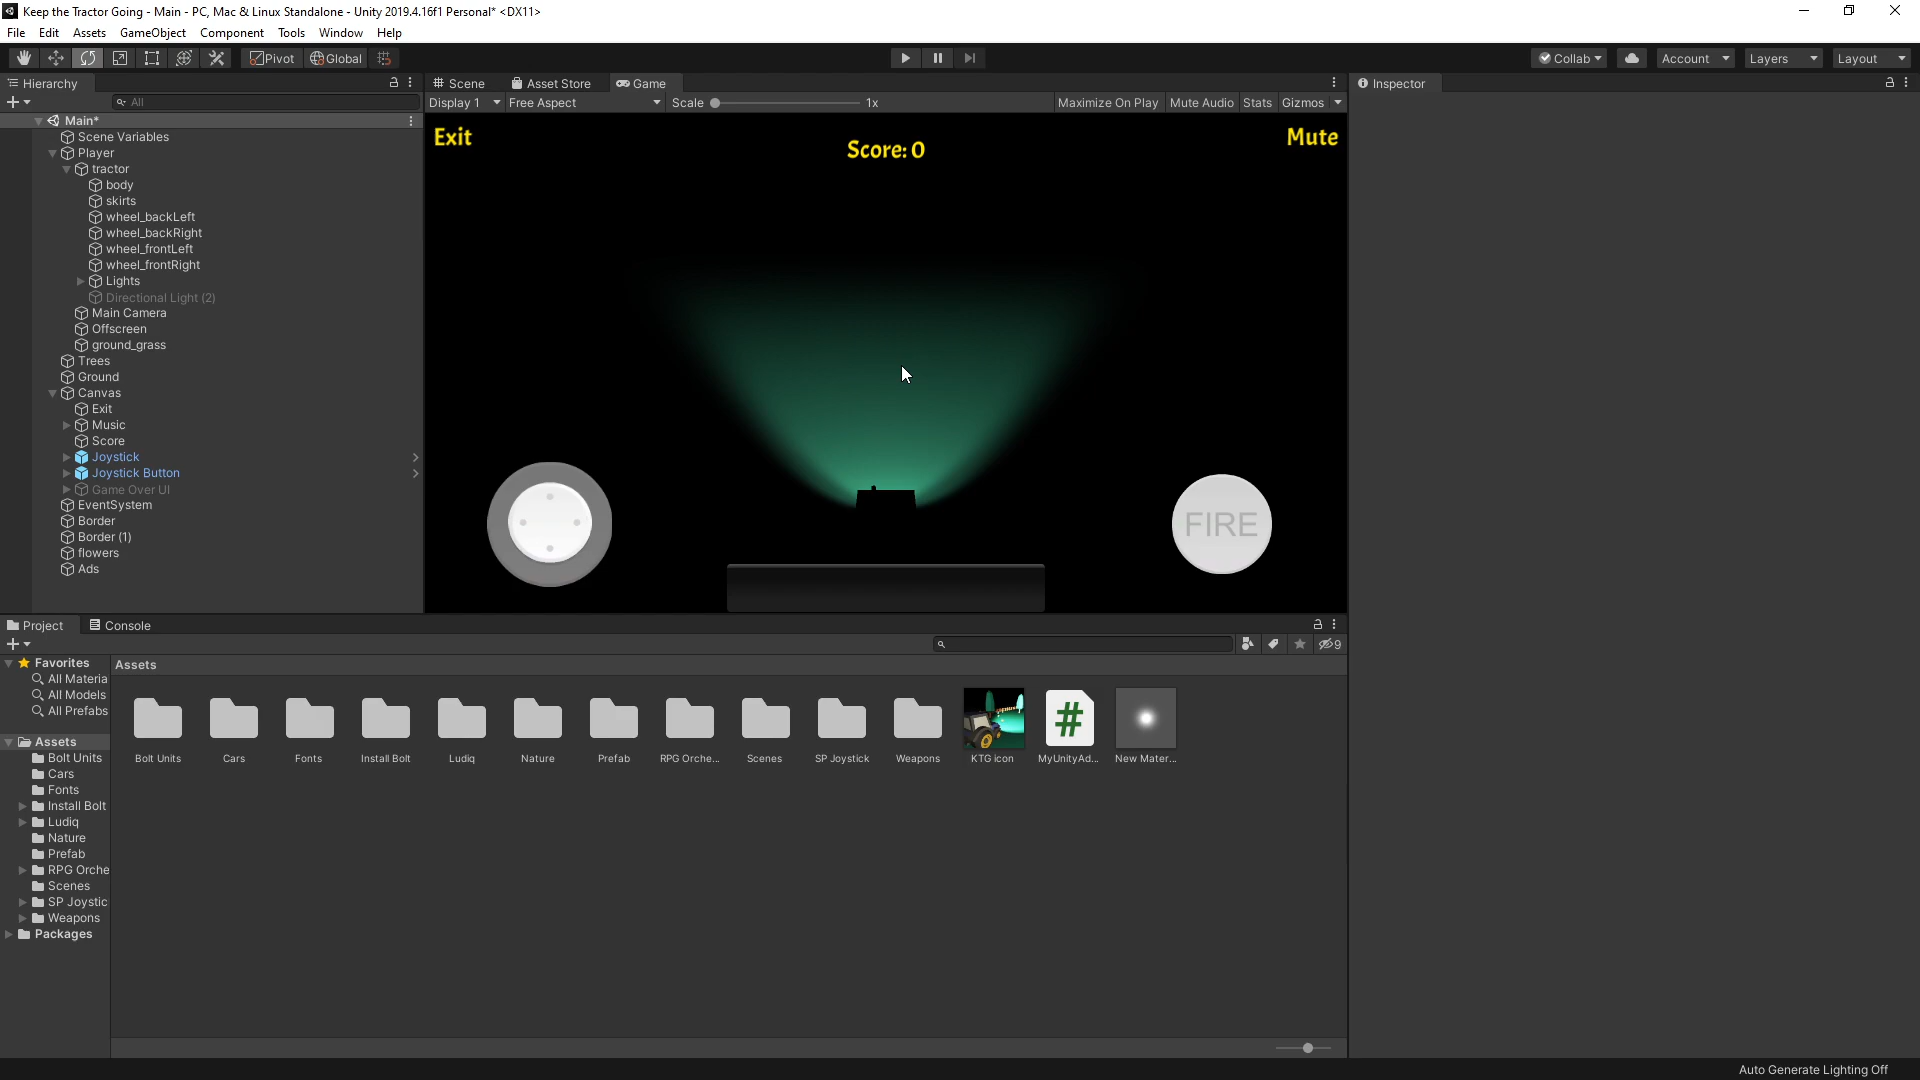 Keep the Tractor Going - Main - PC, Mac & Linux Standalone - Unity 2019.4.16f1 Personal* <DX11>
File Edit Assets GameObject Component Tools Window Help
Pivot Global Collab Account Layers Layout
Hierarchy
All
Main*
Scene Variables
Player
tractor
body
skirts
wheel_backLeft
wheel_backRight
wheel_frontLeft
wheel_frontRight
Lights
Directional Light (2)
Main Camera
Offscreen
ground_grass
Trees
Ground
Canvas
Exit
Music
Score
Joystick
Joystick Button
Game Over UI
EventSystem
Border
Border (1)
flowers
Ads
Scene Asset Store Game
Display 1 Free Aspect Scale 1x Maximize On Play Mute Audio Stats Gizmos
Exit
Score: 0
Mute
FIRE
Inspector
Project Console
9
Favorites
All Materia
All Models
All Prefabs
Assets
Bolt Units
Cars
Fonts
Install Bolt
Ludiq
Nature
Prefab
RPG Orche
Scenes
SP Joystic
Weapons
Packages
Assets
Bolt Units Cars Fonts Install Bolt Ludiq Nature Prefab RPG Orche... Scenes SP Joystick Weapons KTG icon MyUnityAd... New Mater...
Auto Generate Lighting Off